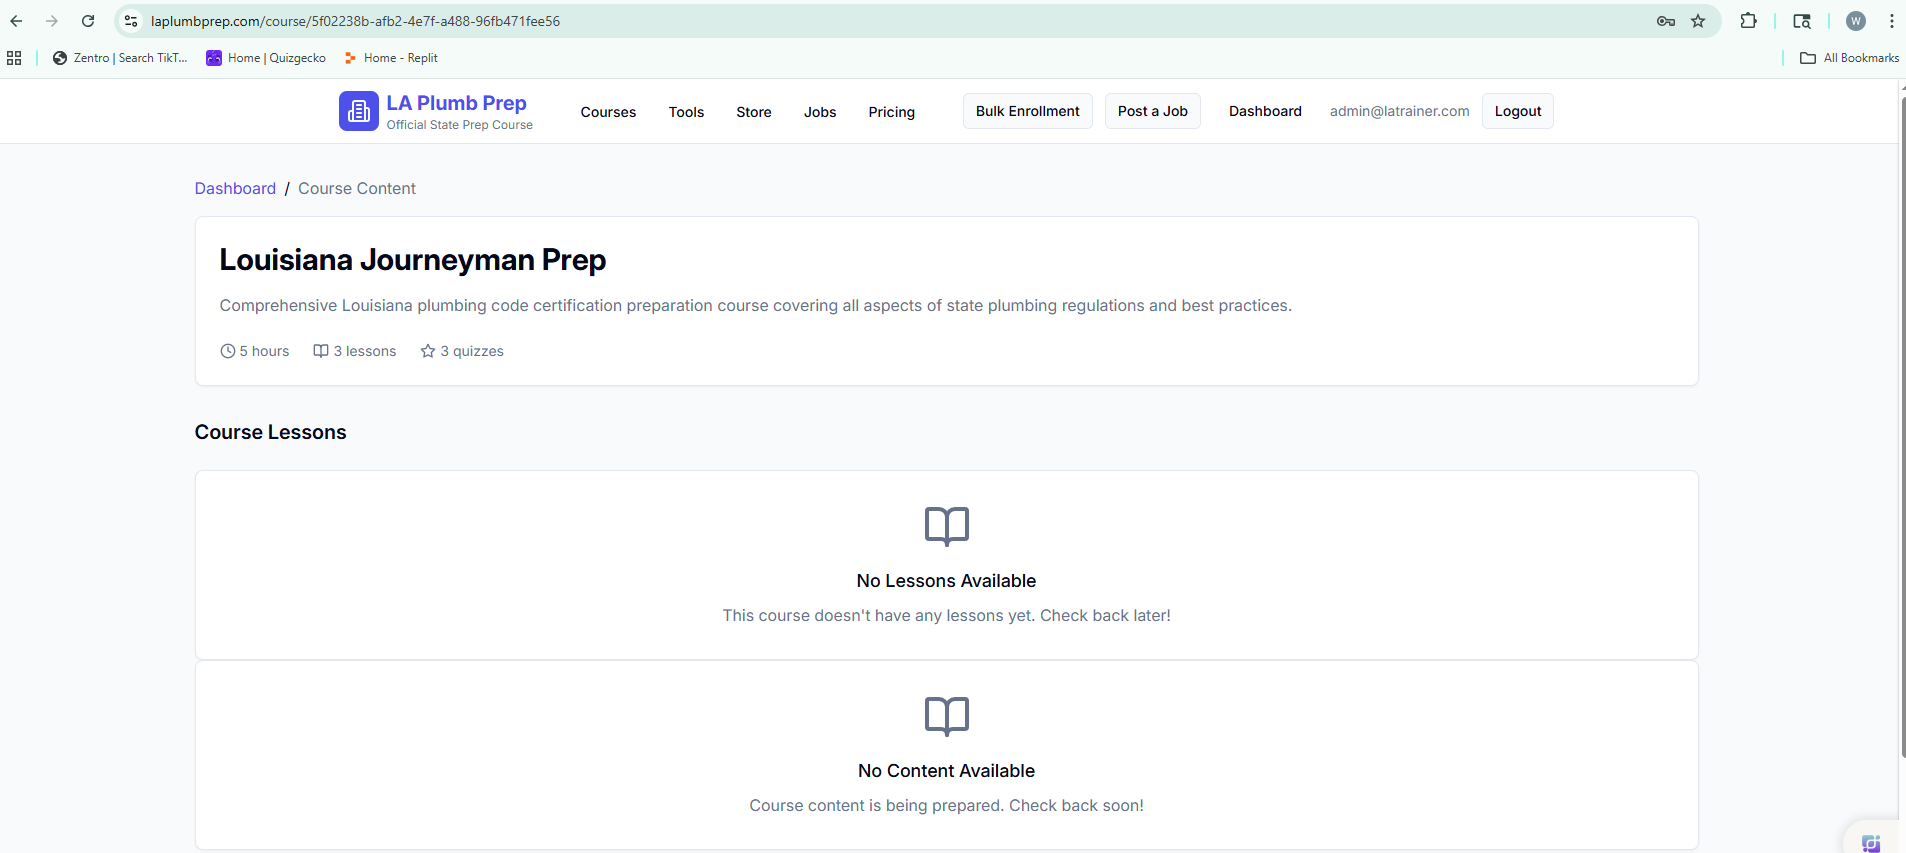 laplumbprep.com/course/5f02238b-afb2-4e7f-a488-96fb471fee56
W
Zentro | Search TikT...
Home | Quizgecko
Home - Replit
All Bookmarks
LA Plumb Prep
Official State Prep Course
Courses
Tools
Store
Jobs
Pricing
Bulk Enrollment
Post a Job
Dashboard
admin@latrainer.com
Logout
Dashboard / Course Content
Louisiana Journeyman Prep
Comprehensive Louisiana plumbing code certification preparation course covering all aspects of state plumbing regulations and best practices.
5 hours
3 lessons
3 quizzes
Course Lessons
No Lessons Available
This course doesn't have any lessons yet. Check back later!
No Content Available
Course content is being prepared. Check back soon!